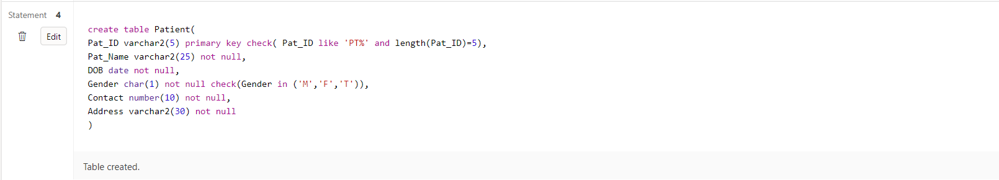 Statement 4
Edit
create table Patient(
Pat_ID varchar2(5) primary key check( Pat_ID like 'PT%' and length(Pat_ID)=5),
Pat_Name varchar2(25) not null,
DOB date not null,
Gender char(1) not null check(Gender in ('M','F','T')),
Contact number(10) not null,
Address varchar2(30) not null
)
Table created.